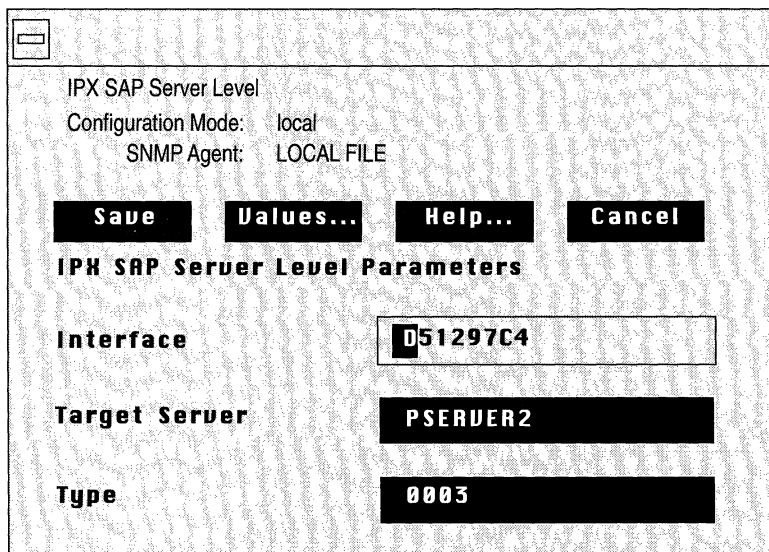 IPX SAP Server Level
Configuration Mode: local
SNMP Agent: LOCAL FILE
Save Values... Help... Cancel
IPX SAP Server Level Parameters
Interface D51297C4
Target Server PSERVER2
Type 0003